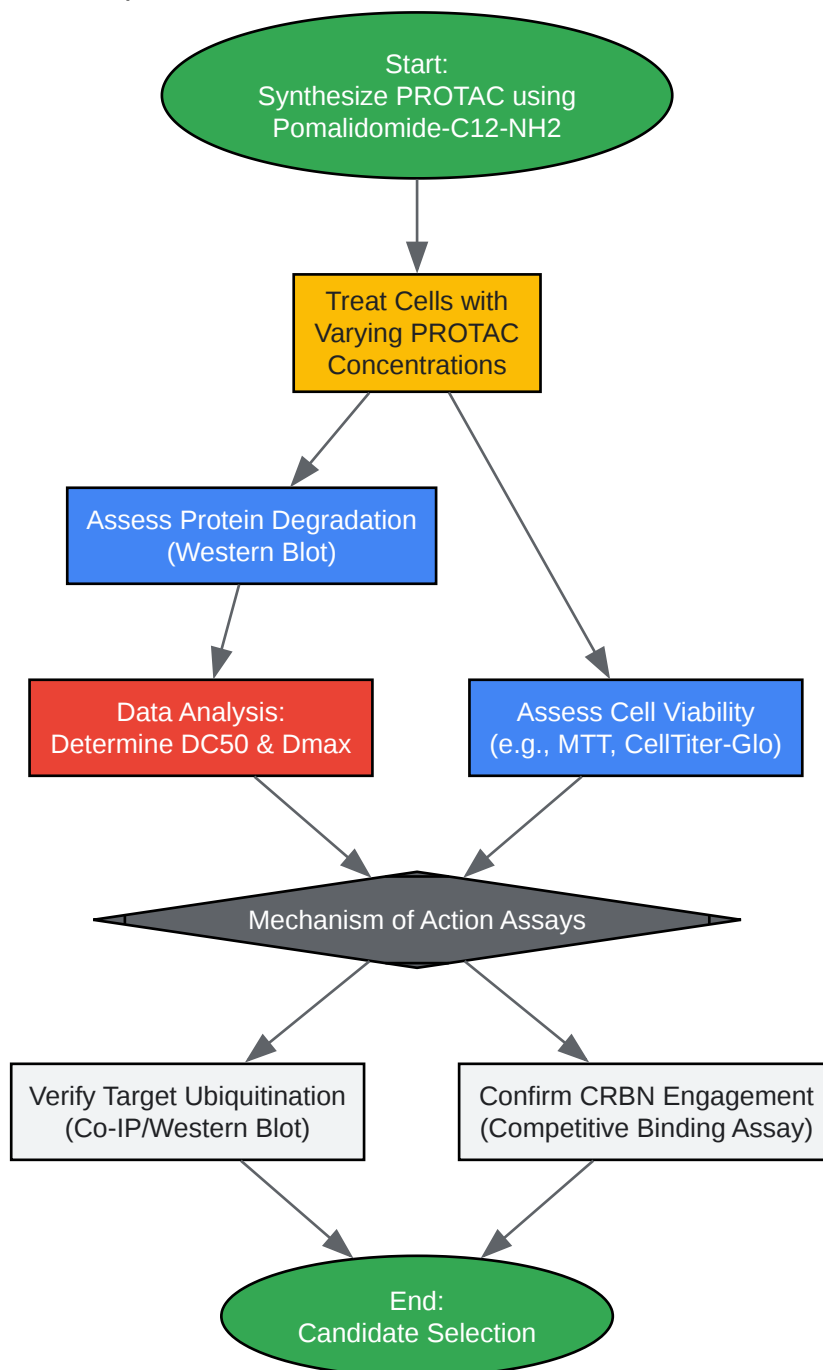 Start:
Synthesize PROTAC using
Pomalidomide-C12-NH2
Treat Cells with
Varying PROTAC
Concentrations
Assess Protein Degradation
(Western Blot)
Data Analysis:
Determine DC50 & Dmax
Assess Cell Viability
(e.g., MTT, CellTiter-Glo)
Mechanism of Action Assays
Verify Target Ubiquitination
(Co-IP/Western Blot)
Confirm CRBN Engagement
(Competitive Binding Assay)
End:
Candidate Selection